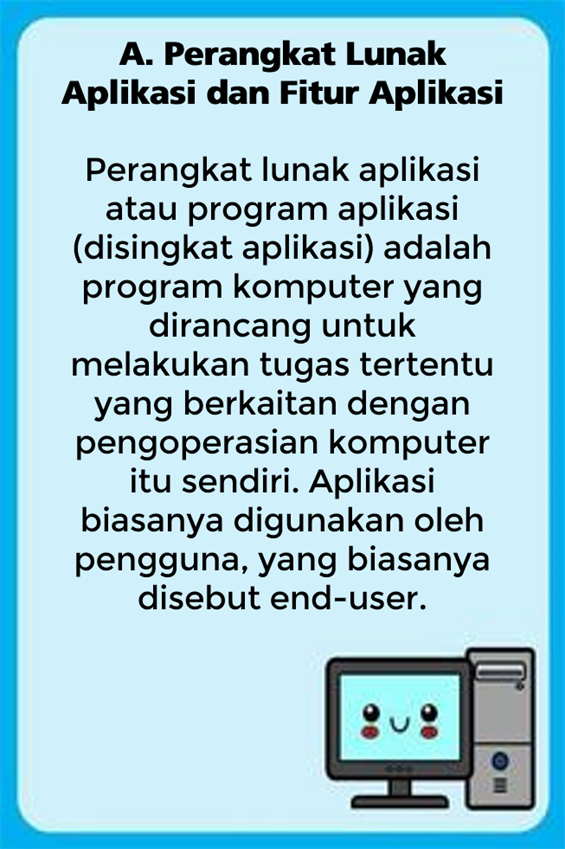 A. Perangkat Lunak
Aplikasi dan Fitur Aplikasi
Perangkat lunak aplikasi
atau program aplikasi
(disingkat aplikasi) adalah
program komputer yang
dirancang untuk
melakukan tugas tertentu
yang berkaitan dengan
pengoperasian komputer
itu sendiri. Aplikasi
biasanya digunakan oleh
pengguna, yang biasanya
disebut end-user.